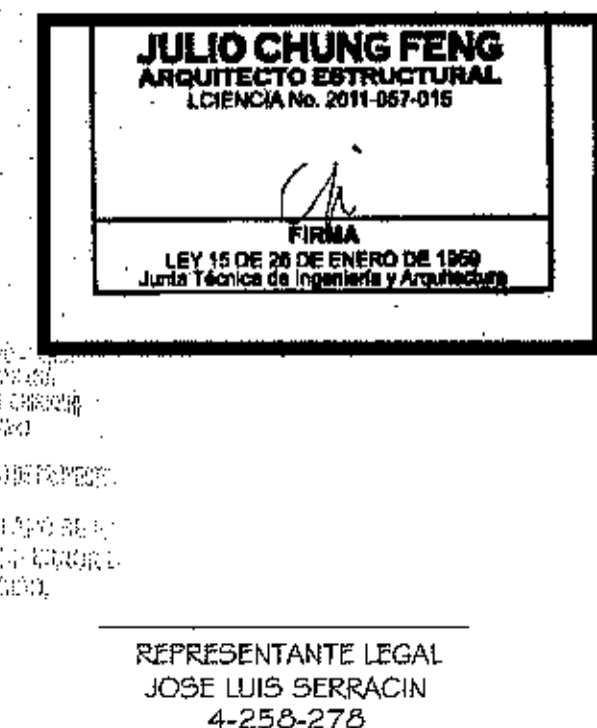 JULIO CHUNG FENG
ARQUITECTO ESTRUCTURAL
LCIENCIA No. 2011-057-015
FIRMA
LEY 15 DE 26 DE ENERO DE 1959
Junta Técnica de Ingeniería y Arquitectura
REPRESENTANTE LEGAL
JOSE LUIS SERRACIN
4-258-278